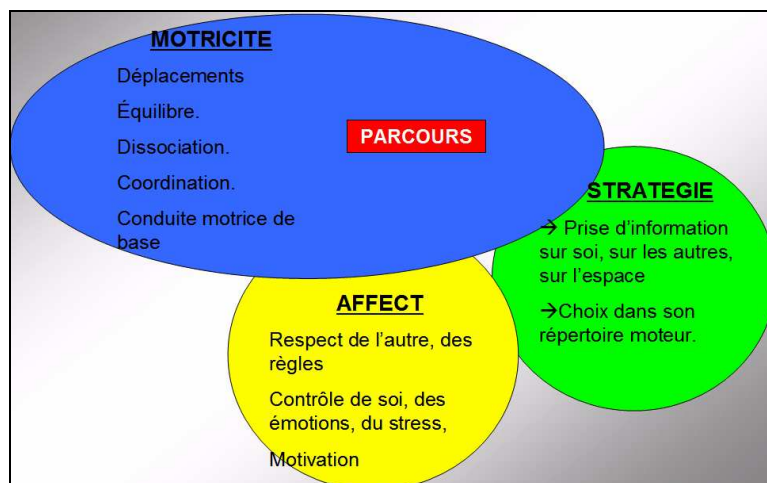 MOTRICITE
Déplacements
Équilibre.
Dissociation.
Coordination.
Conduite motrice de
base
PARCOURS
STRATEGIE
→ Prise d’information
sur soi, sur les autres,
sur l’espace
→Choix dans son
répertoire moteur.
AFFECT
Respect de l’autre, des
règles
Contrôle de soi, des
émotions, du stress,
Motivation